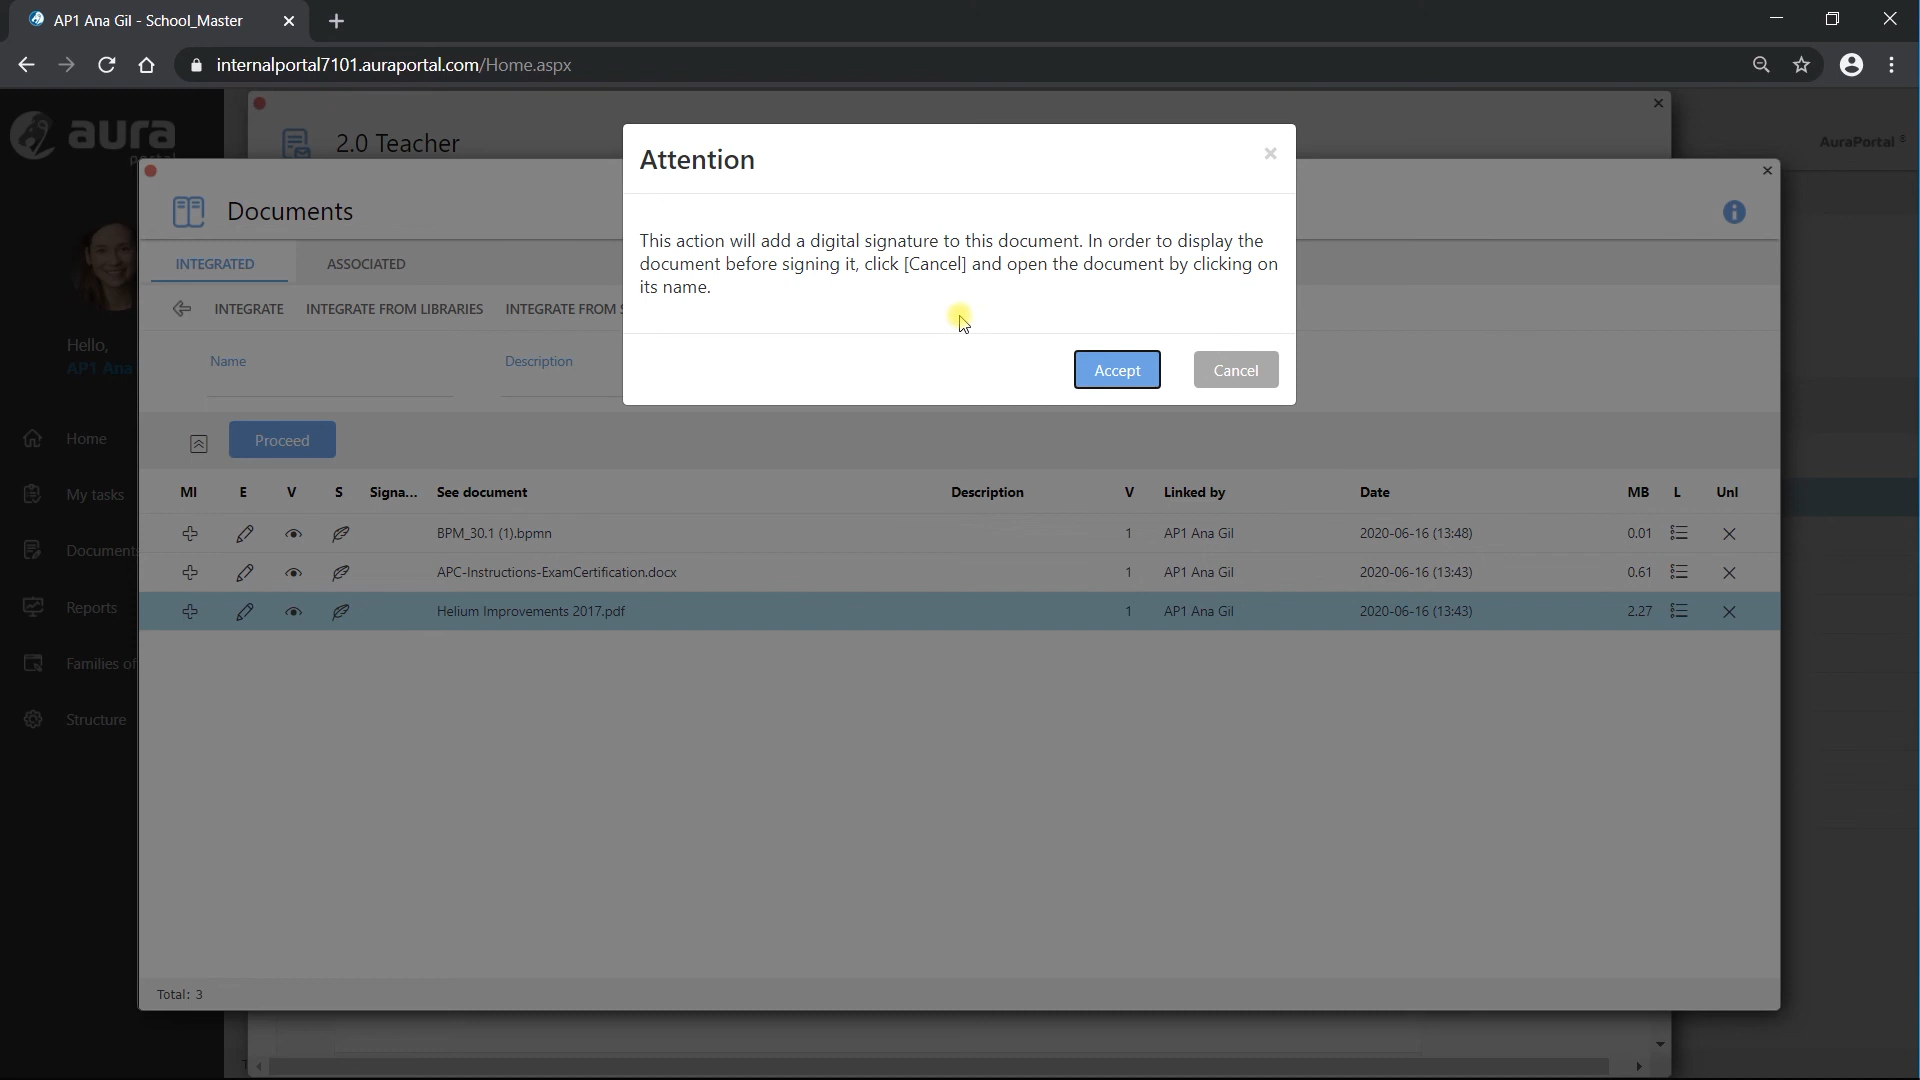 AP1 Ana Gil - School_Master
internalportal7101.auraportal.com/Home.aspx
aura
portal
AuraPortal
2.0 Teacher
Documents
Attention
This action will add a digital signature to this document. In order to display the
document before signing it, click [Cancel] and open the document by clicking on
its name.
Accept
Cancel
INTEGRATED
ASSOCIATED
INTEGRATE
INTEGRATE FROM LIBRARIES
INTEGRATE FROM
Hello,
AP1 Ana
Name
Description
Proceed
Home
My tasks
Documents
Reports
Families of
Structure
MI E V S Signa... See document Description V Linked by Date MB L Unl
BPM_30.1 (1).bpmn 1 AP1 Ana Gil 2020-06-16 (13:48) 0.01
APC-Instructions-ExamCertification.docx 1 AP1 Ana Gil 2020-06-16 (13:43) 0.61
Helium Improvements 2017.pdf 1 AP1 Ana Gil 2020-06-16 (13:43) 2.27
Total: 3